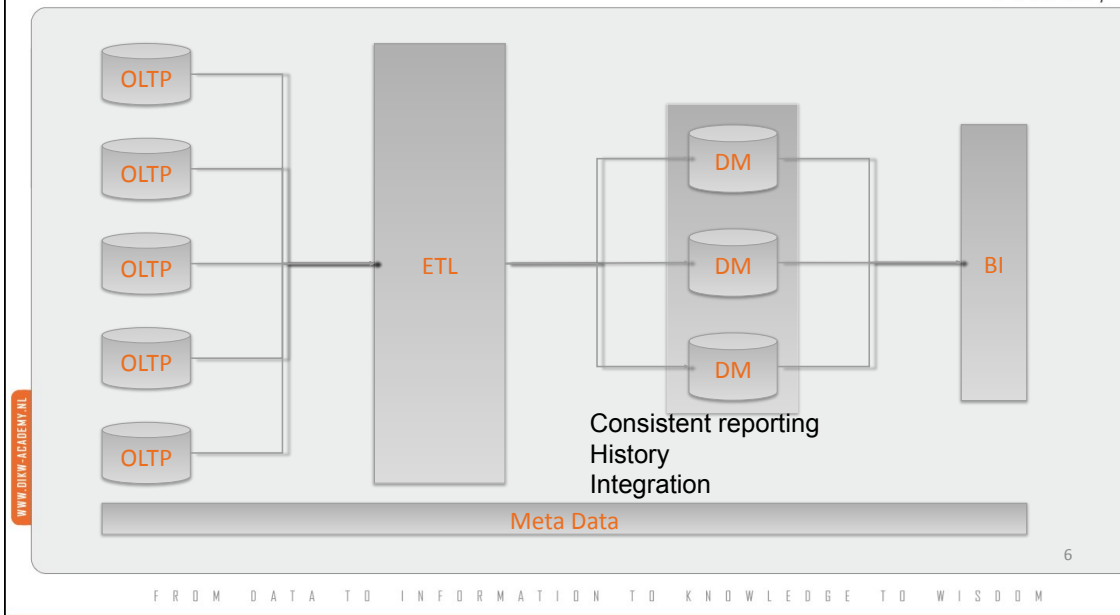 OLTP
OLTP
OLTP
OLTP
OLTP
ETL
DM
DM
DM
BI
Consistent reporting
History
Integration
Meta Data
WWW.DIKW-ACADEMY.NL
6
FROM DATA TO INFORMATION TO KNOWLEDGE TO WISDOM